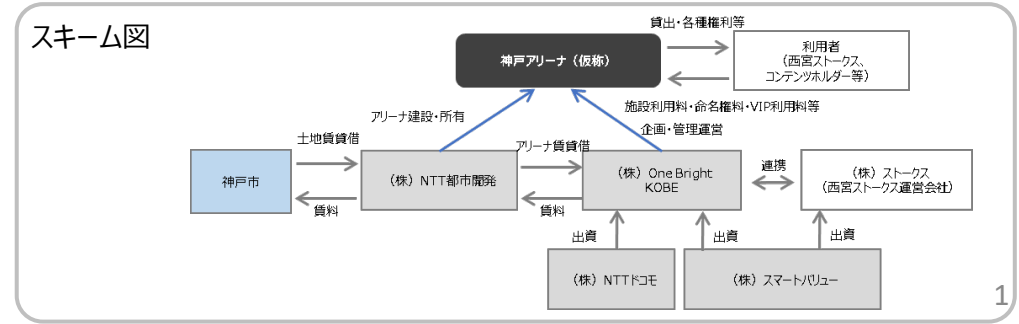 スキーム図
貸出・各種権利等
神戸アリーナ（仮称）
利用者
（西宮ストークス、
コンテンツホルダー等）
施設利用料・命名権料・VIP利用料等
アリーナ建設・所有
企画・管理運営
土地賃貸借
アリーナ賃貸借
神戸市
（株）NTT都市開発
（株）One Bright
KOBE
連携
（株）ストークス
（西宮ストークス運営会社）
賃料
賃料
出資
出資
出資
（株）NTTドコモ
（株）スマートバリュー
1